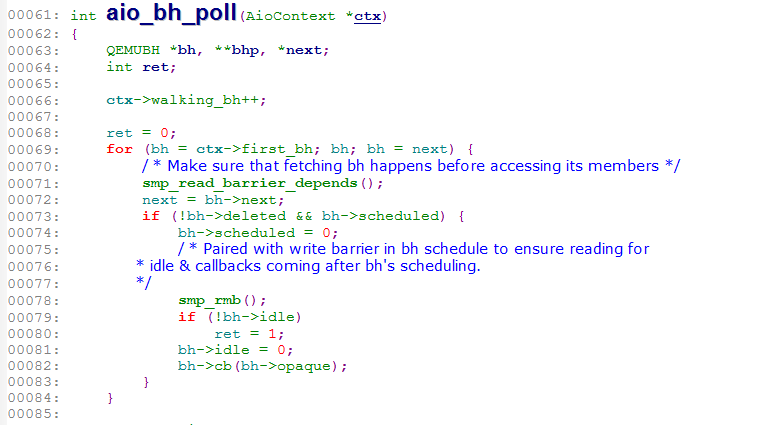 00061: int aio_bh_poll(AioContext *ctx)
00062: {
00063:     QEMUBH *bh, **bhp, *next;
00064:     int ret;
00065:
00066:     ctx->walking_bh++;
00067:
00068:     ret = 0;
00069:     for (bh = ctx->first_bh; bh; bh = next) {
00070:         /* Make sure that fetching bh happens before accessing its members */
00071:         smp_read_barrier_depends();
00072:         next = bh->next;
00073:         if (!bh->deleted && bh->scheduled) {
00074:             bh->scheduled = 0;
00075:             /* Paired with write barrier in bh schedule to ensure reading for
00076:         * idle & callbacks coming after bh's scheduling.
00077:         */
00078:             smp_rmb();
00079:             if (!bh->idle)
00080:                 ret = 1;
00081:             bh->idle = 0;
00082:             bh->cb(bh->opaque);
00083:         }
00084:     }
00085: